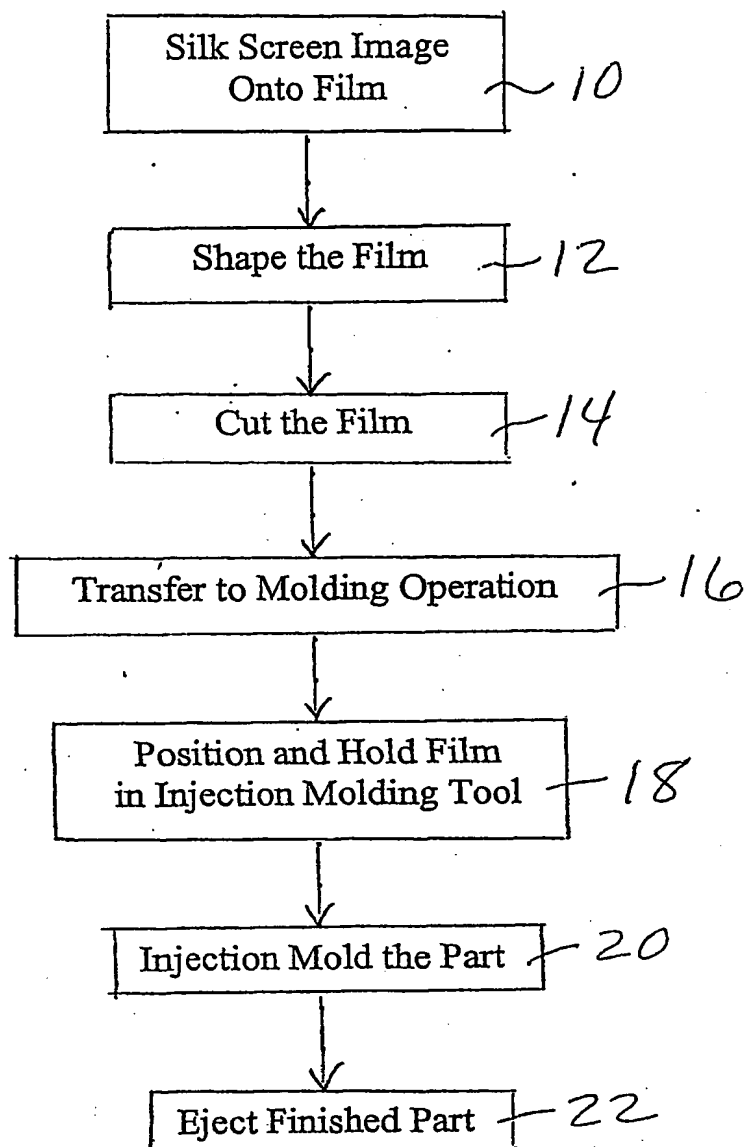 Silk Screen Image
Onto Film
10
Shape the Film
12
Cut the Film
14
Transfer to Molding Operation
16
Position and Hold Film
in Injection Molding Tool
18
Injection Mold the Part
20
Eject Finished Part
22